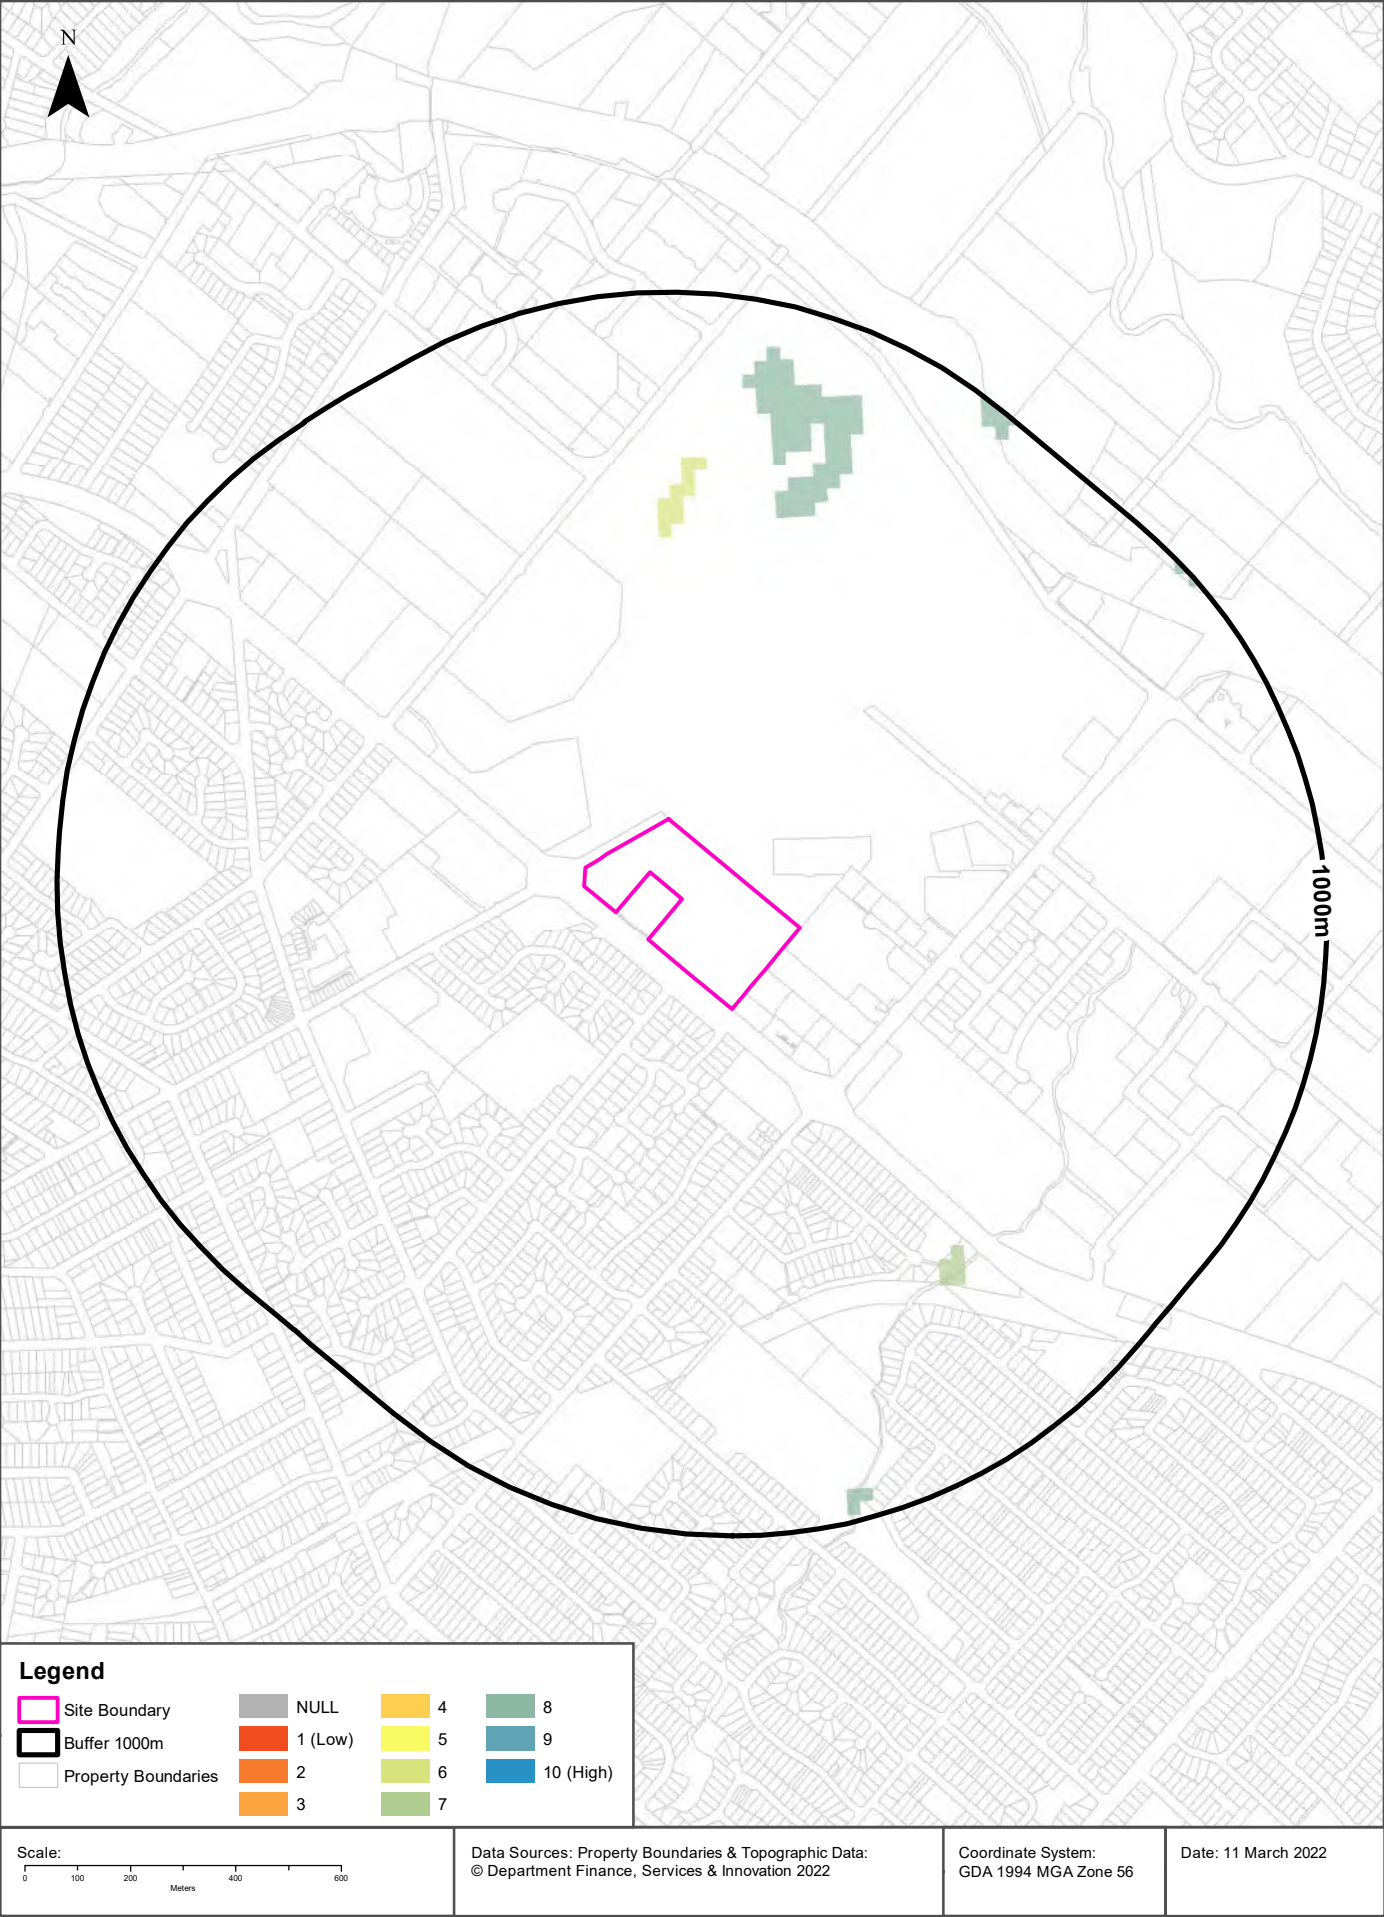 N
1000m
Legend
Site Boundary
Buffer 1000m
Property Boundaries
NULL
1 (Low)
2
3
4
5
6
7
8
9
10 (High)
Scale:
0 100 200 400 600
Meters
Data Sources: Property Boundaries & Topographic Data:
© Department Finance, Services & Innovation 2022
Coordinate System:
GDA 1994 MGA Zone 56
Date: 11 March 2022